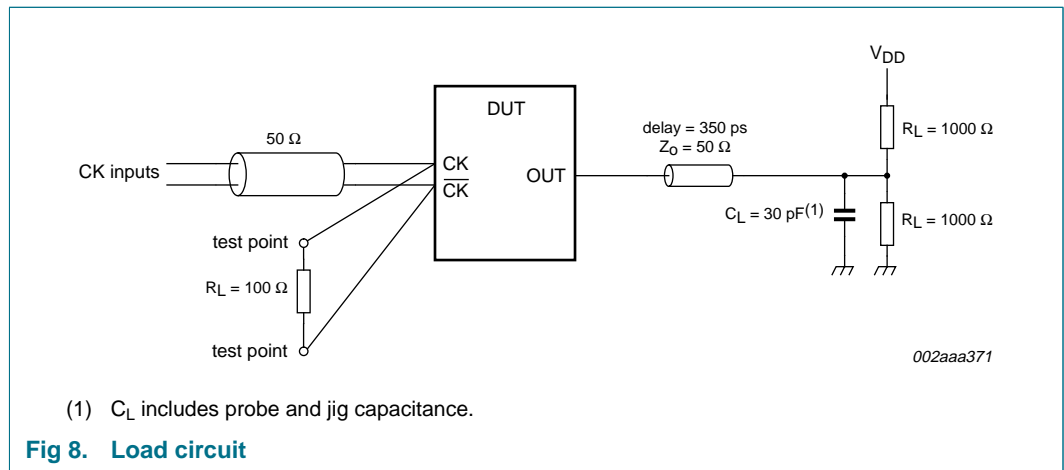 V_DD
DUT
R_L = 1000 Ω
50 Ω
delay = 350 ps
Z_o = 50 Ω
CK inputs
CK
C̅K̅
OUT
C_L = 30 pF(1)
R_L = 1000 Ω
test point
R_L = 100 Ω
test point
002aaa371
(1) C_L includes probe and jig capacitance.
Fig 8. Load circuit